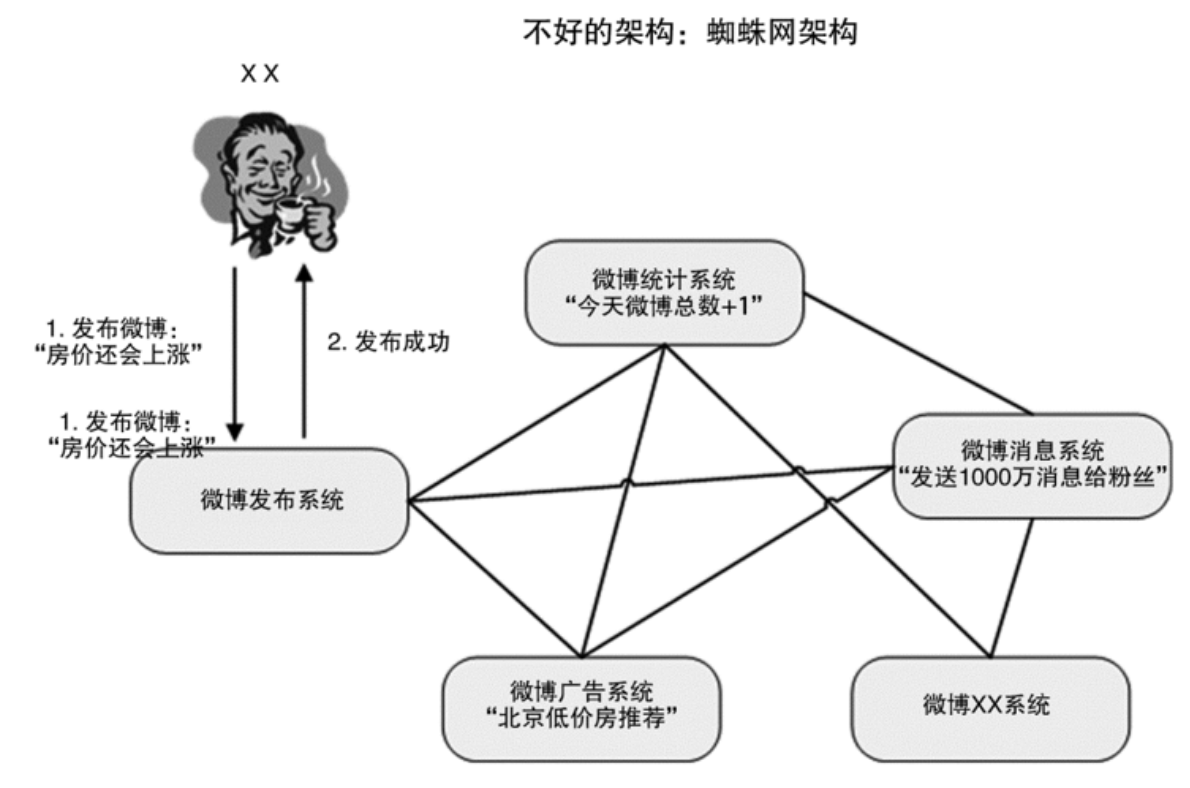 不好的架构：蜘蛛网架构
X X
1. 发布微博：
“房价还会上涨”
2. 发布成功
1. 发布微博：
“房价还会上涨”
微博发布系统
微博统计系统
“今天微博总数+1”
微博消息系统
“发送1000万消息给粉丝”
微博广告系统
“北京低价房推荐”
微博XX系统